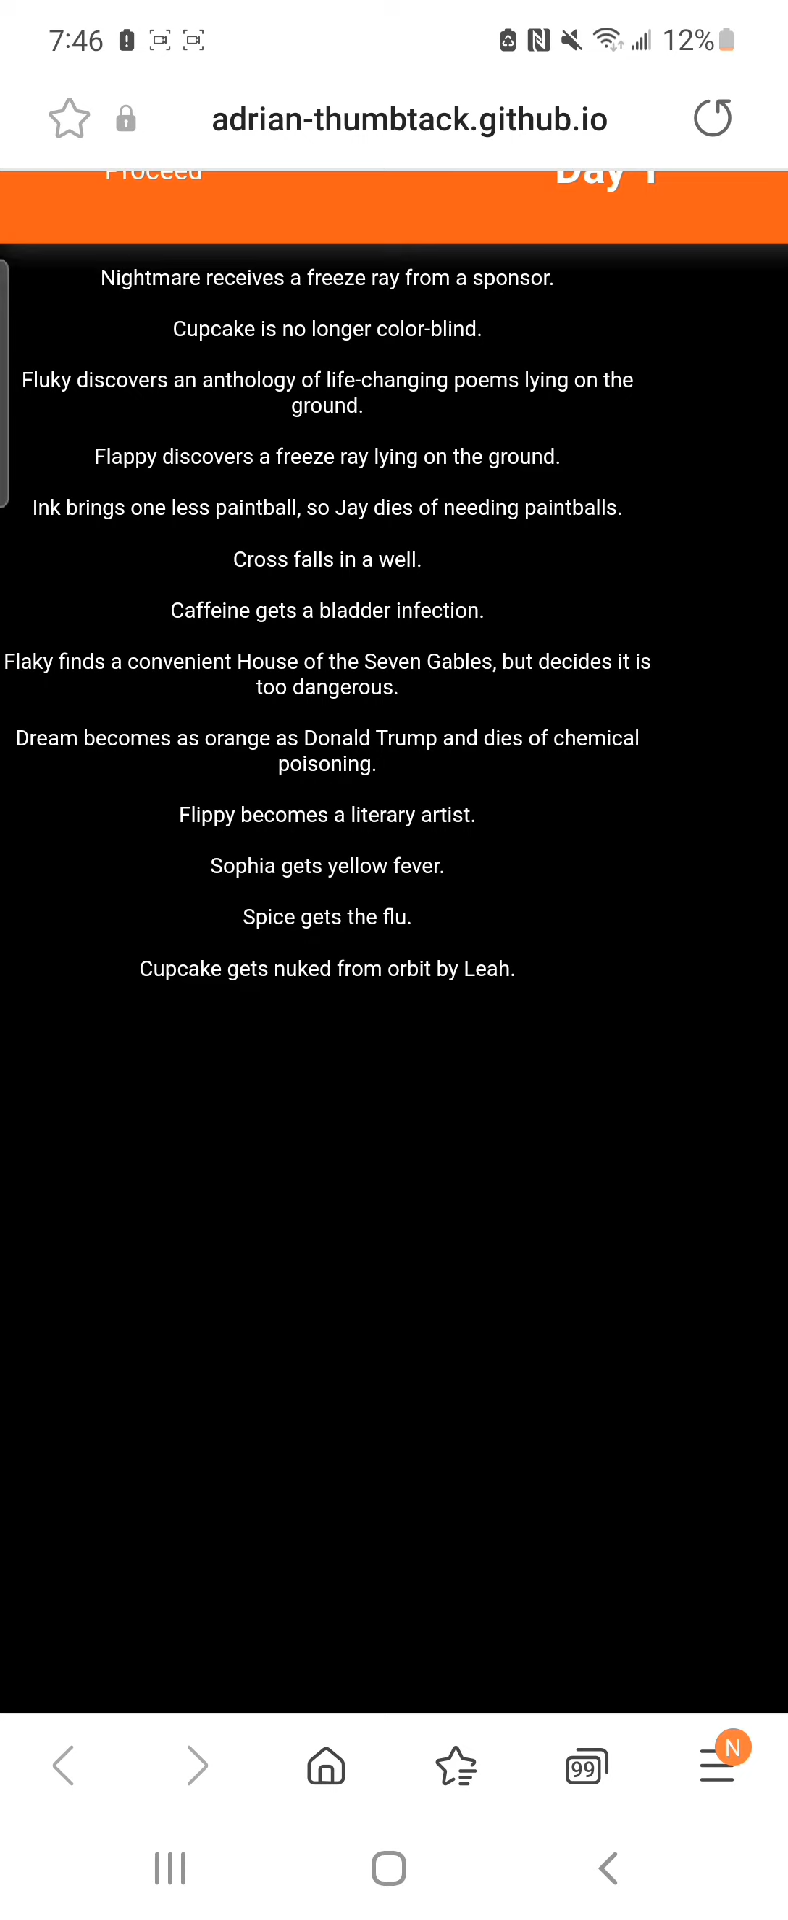 7:46
12%
adrian-thumbtack.github.io
Proceed
Day 1
Nightmare receives a freeze ray from a sponsor.
Cupcake is no longer color-blind.
Fluky discovers an anthology of life-changing poems lying on the
ground.
Flappy discovers a freeze ray lying on the ground.
Ink brings one less paintball, so Jay dies of needing paintballs.
Cross falls in a well.
Caffeine gets a bladder infection.
Flaky finds a convenient House of the Seven Gables, but decides it is
too dangerous.
Dream becomes as orange as Donald Trump and dies of chemical
poisoning.
Flippy becomes a literary artist.
Sophia gets yellow fever.
Spice gets the flu.
Cupcake gets nuked from orbit by Leah.
N
99